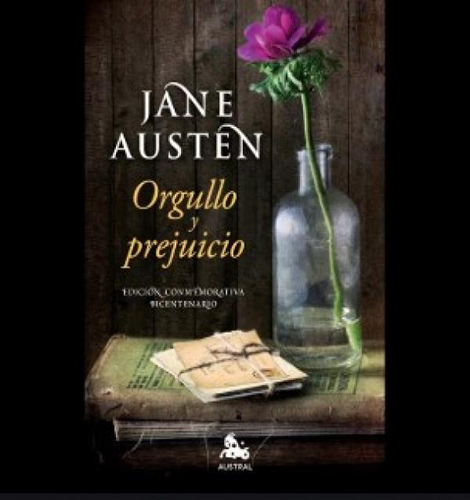 JANE
AUSTEN
Orgullo
y
prejuicio
EDICIÓN CONMEMORATIVA
BICENTENARIO
AUSTRAL